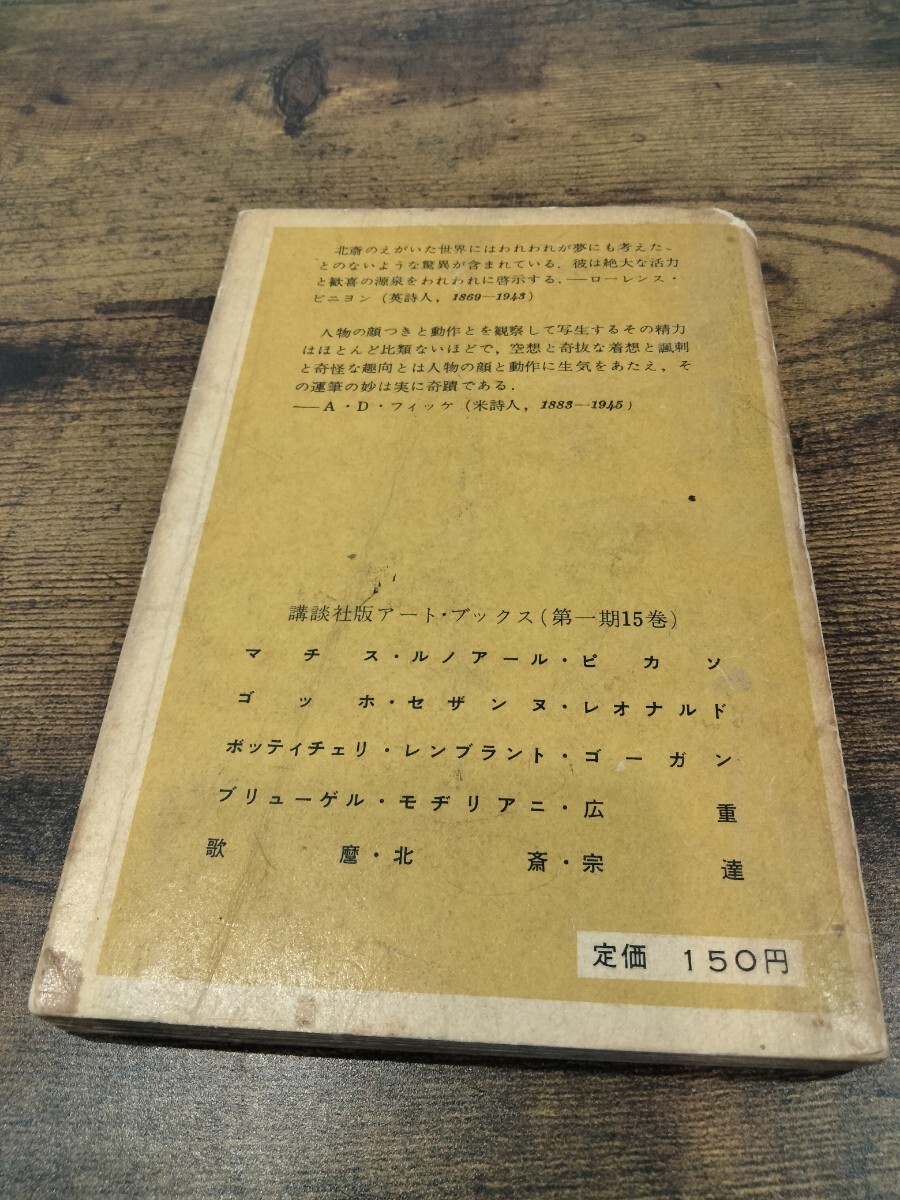 北斎のえがいた世界にはわれわれが夢にも考えた
とのないような驚異が含まれている．彼は絶大な活力
と歓喜の源泉をわれわれに啓示する．——ローレンス・
ビニヨン（英詩人，1869—1943）
人物の顔つきと動作とを観察して写生するその精力
はほとんど比類ないほどで，空想と奇抜な着想と諷刺
と奇怪な趣向とは人物の顔と動作に生気をあたえ，そ
の運筆の妙は実に奇蹟である．
——A・D・フィッケ（米詩人，1883—1945）
講談社版アート・ブックス（第一期15巻）
マチス・ルノアール・ピカソ
ゴッホ・セザンヌ・レオナルド
ボッティチェリ・レンブラント・ゴーガン
ブリューゲル・モヂリアニ・広重
歌麿・北斎・宗達
定価 150円